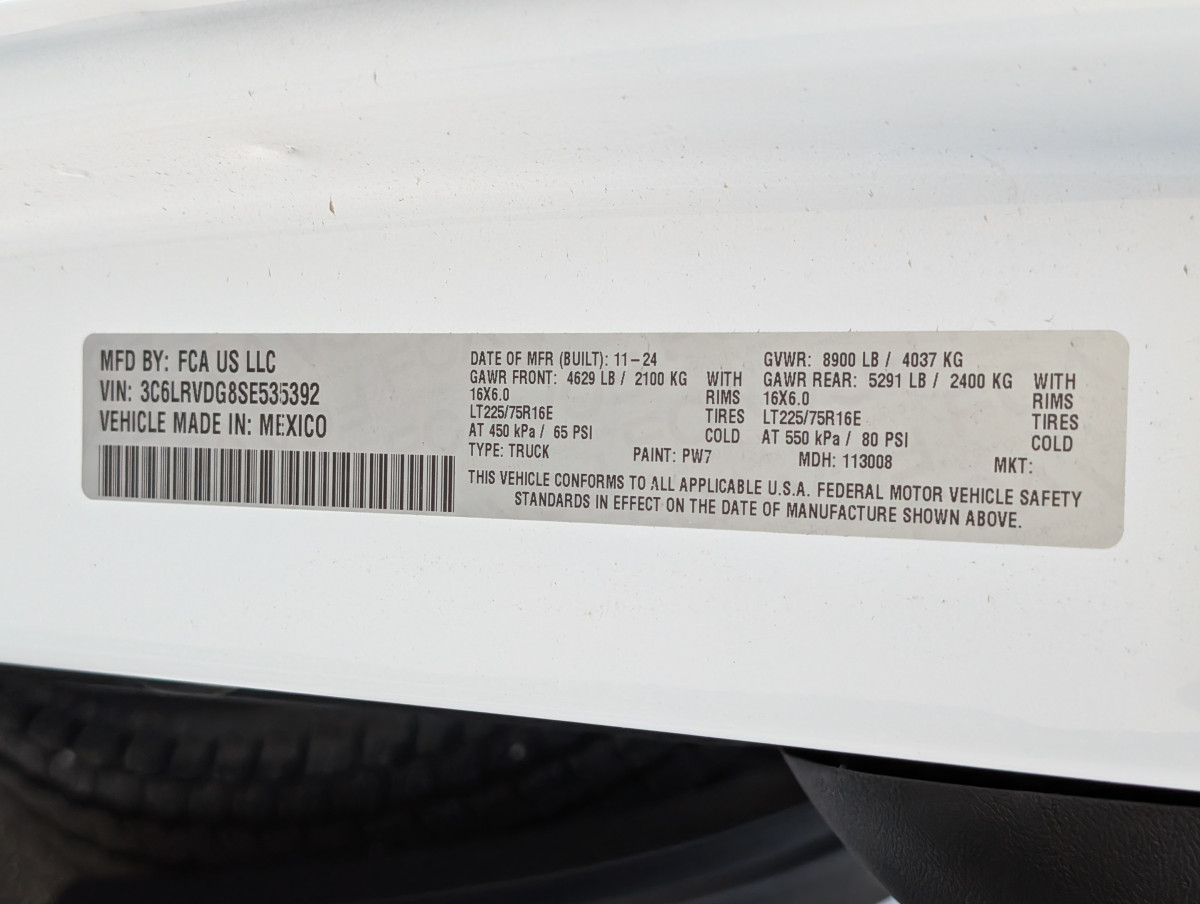 MFD BY: FCA US LLC
VIN: 3C6LRVDG8SE535392
VEHICLE MADE IN: MEXICO
DATE OF MFR (BUILT): 11-24
GAWR FRONT: 4629 LB / 2100 KG WITH
16X6.0 RIMS
LT225/75R16E TIRES
AT 450 kPa / 65 PSI COLD
GVWR: 8900 LB / 4037 KG
GAWR REAR: 5291 LB / 2400 KG WITH
16X6.0 RIMS
LT225/75R16E TIRES
AT 550 kPa / 80 PSI COLD
TYPE: TRUCK PAINT: PW7 MDH: 113008 MKT:
THIS VEHICLE CONFORMS TO ALL APPLICABLE U.S.A. FEDERAL MOTOR VEHICLE SAFETY
STANDARDS IN EFFECT ON THE DATE OF MANUFACTURE SHOWN ABOVE.